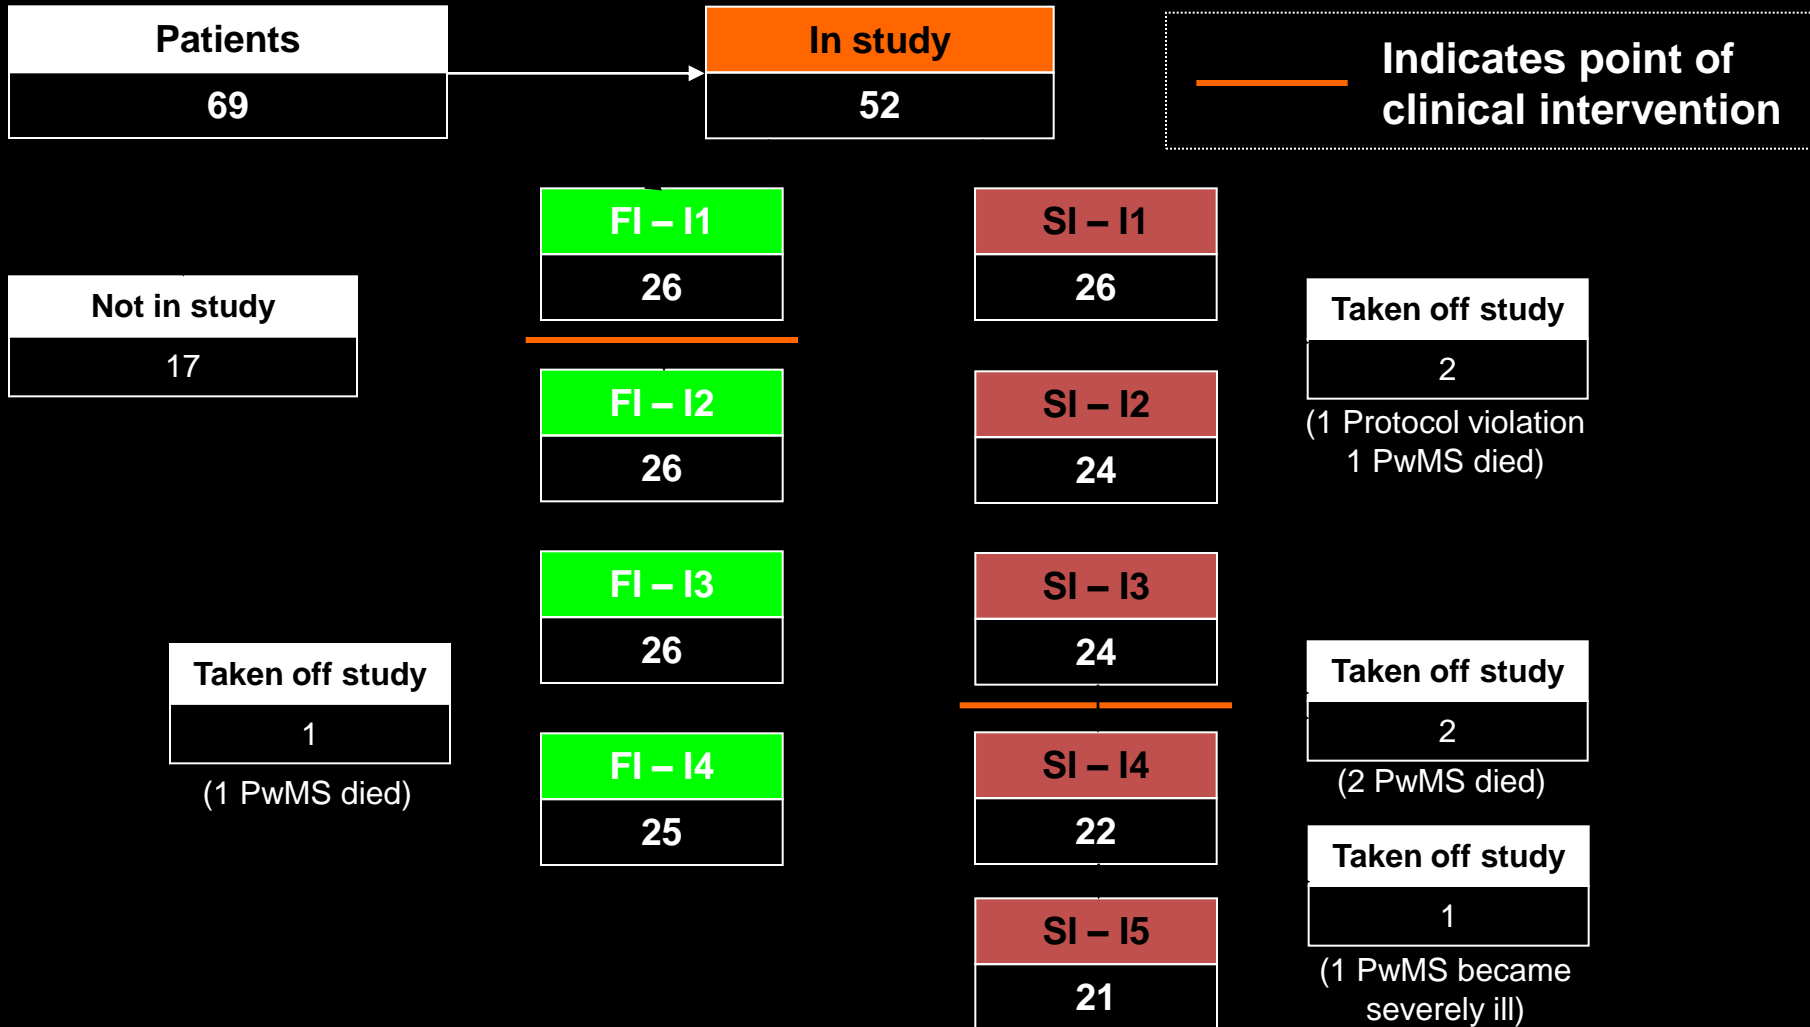 Patients
69
In study
52
Indicates point of
clinical intervention
FI – I1
26
SI – I1
26
Not in study
17
Taken off study
2
(1 Protocol violation
1 PwMS died)
FI – I2
26
SI – I2
24
FI – I3
26
SI – I3
24
Taken off study
1
(1 PwMS died)
Taken off study
2
(2 PwMS died)
FI – I4
25
SI – I4
22
Taken off study
1
(1 PwMS became
severely ill)
SI – I5
21